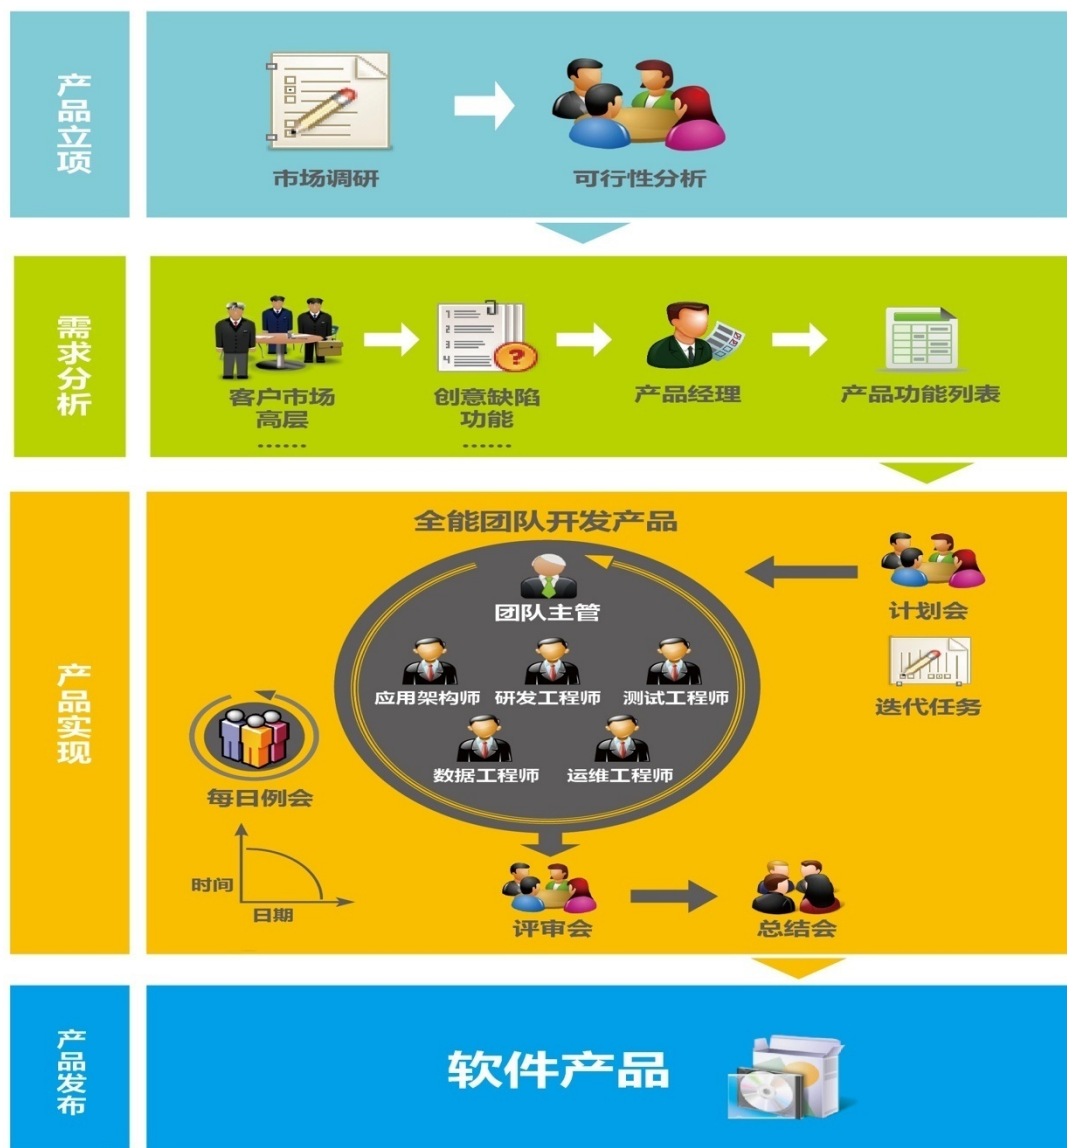 产品立项
市场调研
可行性分析
需求分析
客户市场
高层
......
创意缺陷
功能
......
产品经理
产品功能列表
产品实现
全能团队开发产品
团队主管
应用架构师
研发工程师
测试工程师
数据工程师
运维工程师
计划会
迭代任务
每日例会
时间
日期
评审会
总结会
产品发布
软件产品